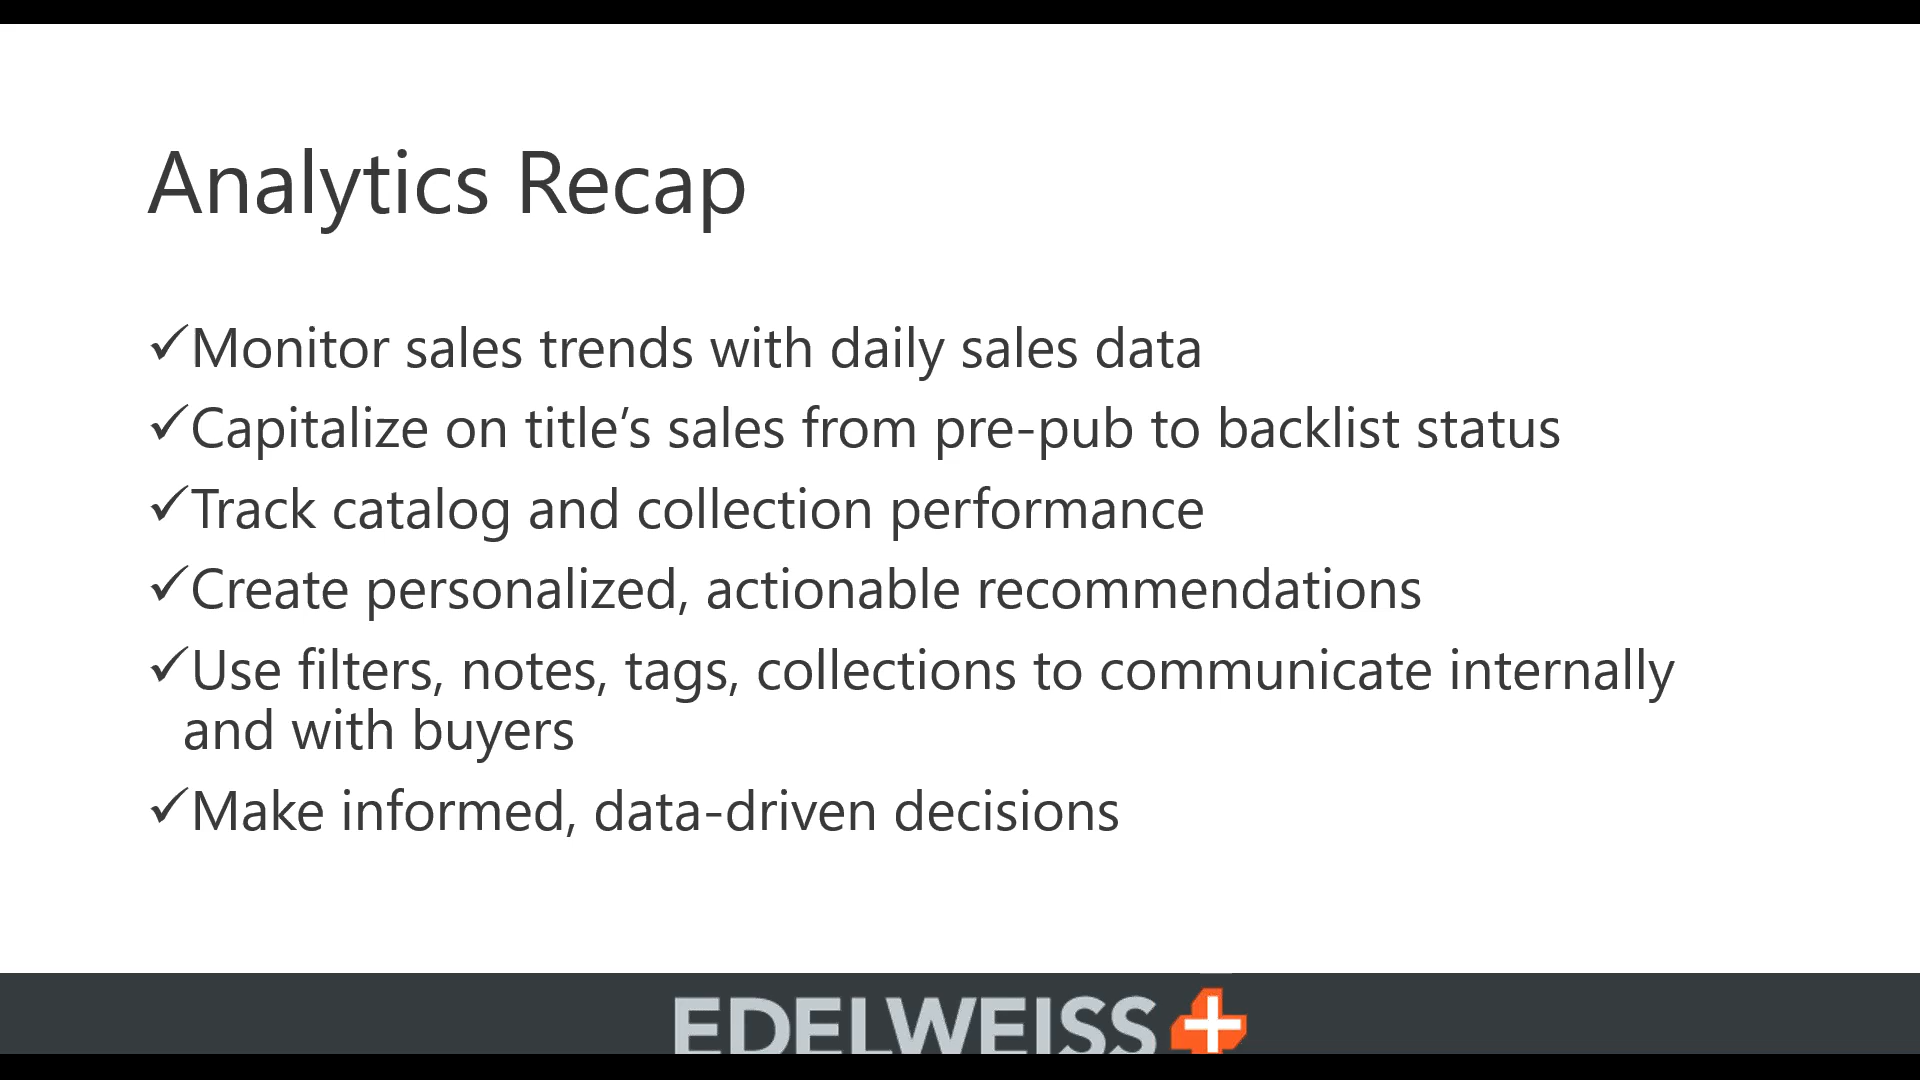 Analytics Recap
✓Monitor sales trends with daily sales data
✓Capitalize on title’s sales from pre-pub to backlist status
✓Track catalog and collection performance
✓Create personalized, actionable recommendations
✓Use filters, notes, tags, collections to communicate internally
and with buyers
✓Make informed, data-driven decisions
EDELWEISS+